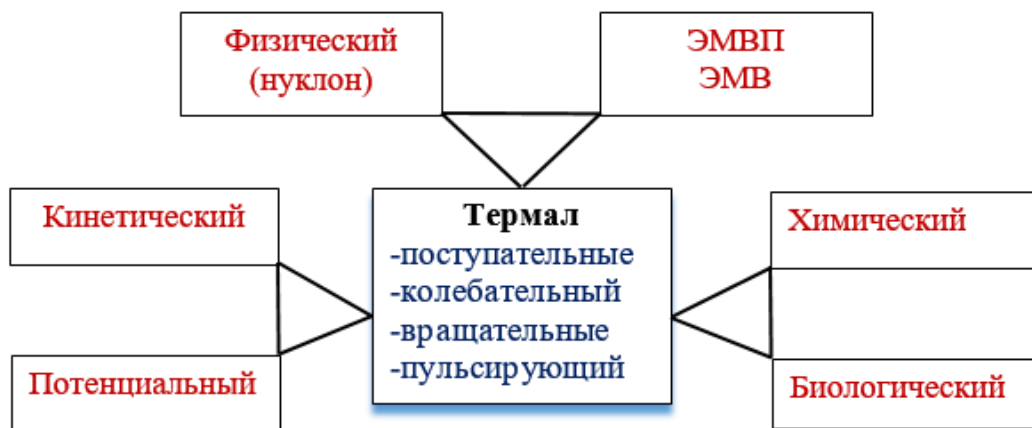 Физический
(нуклон)
ЭМВП
ЭМВ
Кинетический
Потенциальный
Термал
-поступательные
-колебательный
-вращательные
-пульсирующий
Химический
Биологический